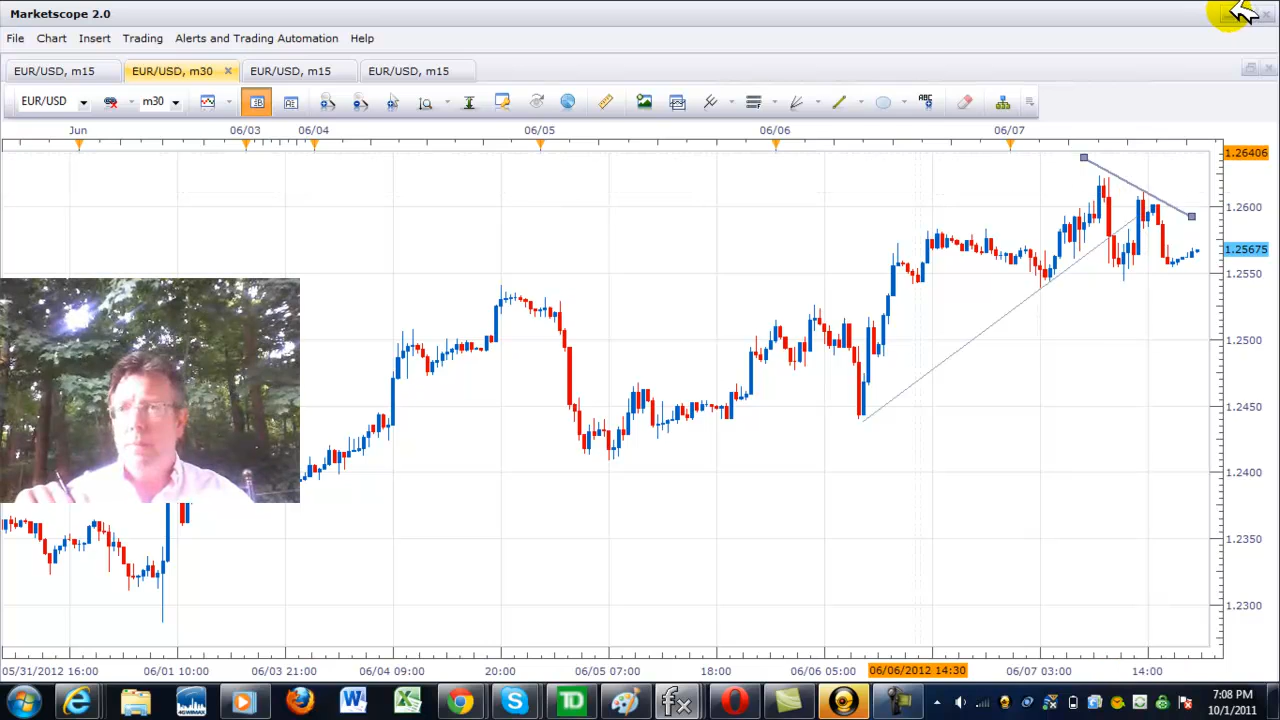 Marketscope 2.0
File Chart Insert Trading Alerts and Trading Automation Help
EUR/USD, m15 EUR/USD, m30 EUR/USD, m15 EUR/USD, m15
EUR/USD m30 ABC
Jun 06/03 06/04 06/05 06/06 06/07
1.26406
1.2600
1.25675
1.2550
1.2500
1.2450
1.2400
1.2350
1.2300
05/31/2012 16:00 06/01 10:00 06/03 21:00 06/04 09:00 20:00 06/05 07:00 18:00 06/06 05:00 06/06/2012 14:30 06/07 03:00 14:00
7:08 PM
10/1/2011